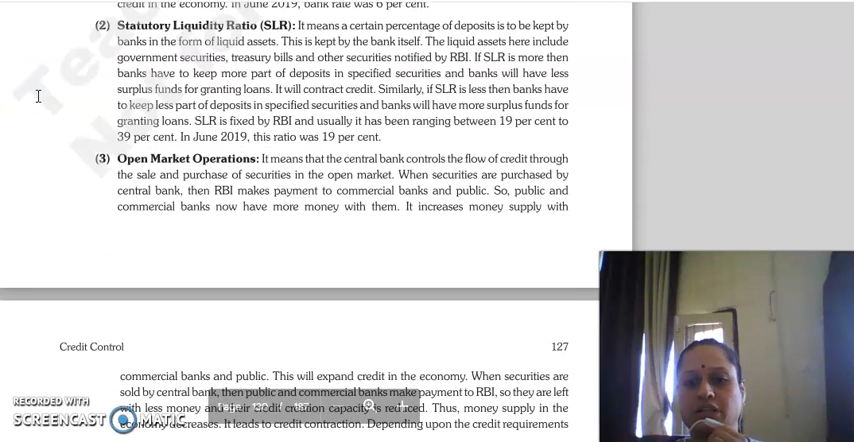 credit in the economy. In June 2019, bank rate was 6 per cent.
(2) Statutory Liquidity Ratio (SLR): It means a certain percentage of deposits is to be kept by
banks in the form of liquid assets. This is kept by the bank itself. The liquid assets here include
government securities, treasury bills and other securities notified by RBI. If SLR is more then
banks have to keep more part of deposits in specified securities and banks will have less
surplus funds for granting loans. It will contract credit. Similarly, if SLR is less then banks have
to keep less part of deposits in specified securities and banks will have more surplus funds for
granting loans. SLR is fixed by RBI and usually it has been ranging between 19 per cent to
39 per cent. In June 2019, this ratio was 19 per cent.
(3) Open Market Operations: It means that the central bank controls the flow of credit through
the sale and purchase of securities in the open market. When securities are purchased by
central bank, then RBI makes payment to commercial banks and public. So, public and
commercial banks now have more money with them. It increases money supply with
Credit Control 127
commercial banks and public. This will expand credit in the economy. When securities are
sold by central bank, then public and commercial banks make payment to RBI, so they are left
with less money and their credit creation capacity is reduced. Thus, money supply in the
economy decreases. It leads to credit contraction. Depending upon the credit requirements
Page
RECORDED WITH
SCREENCAST MATIC